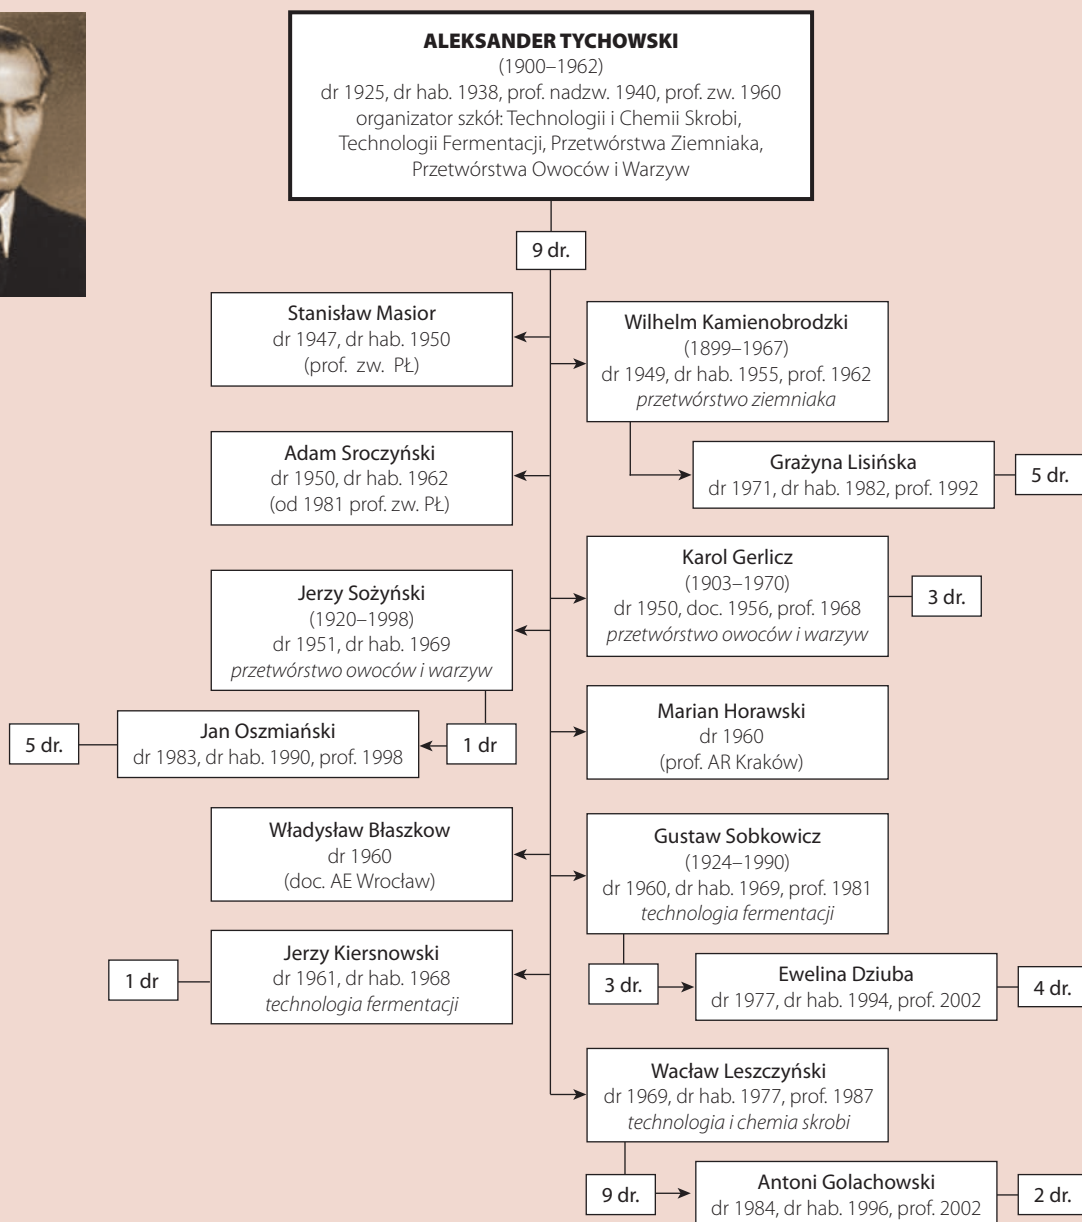 ALEKSANDER TYCHOWSKI
(1900–1962)
dr 1925, dr hab. 1938, prof. nadzw. 1940, prof. zw. 1960
organizator szkół: Technologii i Chemii Skrobi,
Technologii Fermentacji, Przetwórstwa Ziemniaka,
Przetwórstwa Owoców i Warzyw
9 dr.
Stanisław Masior
dr 1947, dr hab. 1950
(prof. zw. PŁ)
Wilhelm Kamienobrodzki
(1899–1967)
dr 1949, dr hab. 1955, prof. 1962
przetwórstwo ziemniaka
Adam Sroczyński
dr 1950, dr hab. 1962
(od 1981 prof. zw. PŁ)
Grażyna Lisińska
dr 1971, dr hab. 1982, prof. 1992
5 dr.
Karol Gerlicz
(1903–1970)
dr 1950, doc. 1956, prof. 1968
przetwórstwo owoców i warzyw
3 dr.
Jerzy Sożyński
(1920–1998)
dr 1951, dr hab. 1969
przetwórstwo owoców i warzyw
5 dr.
Jan Oszmiański
dr 1983, dr hab. 1990, prof. 1998
1 dr
Marian Horawski
dr 1960
(prof. AR Kraków)
Władysław Błaszkow
dr 1960
(doc. AE Wrocław)
Gustaw Sobkowicz
(1924–1990)
dr 1960, dr hab. 1969, prof. 1981
technologia fermentacji
1 dr
Jerzy Kiersnowski
dr 1961, dr hab. 1968
technologia fermentacji
3 dr.
Ewelina Dziuba
dr 1977, dr hab. 1994, prof. 2002
4 dr.
Wacław Leszczyński
dr 1969, dr hab. 1977, prof. 1987
technologia i chemia skrobi
9 dr.
Antoni Golachowski
dr 1984, dr hab. 1996, prof. 2002
2 dr.